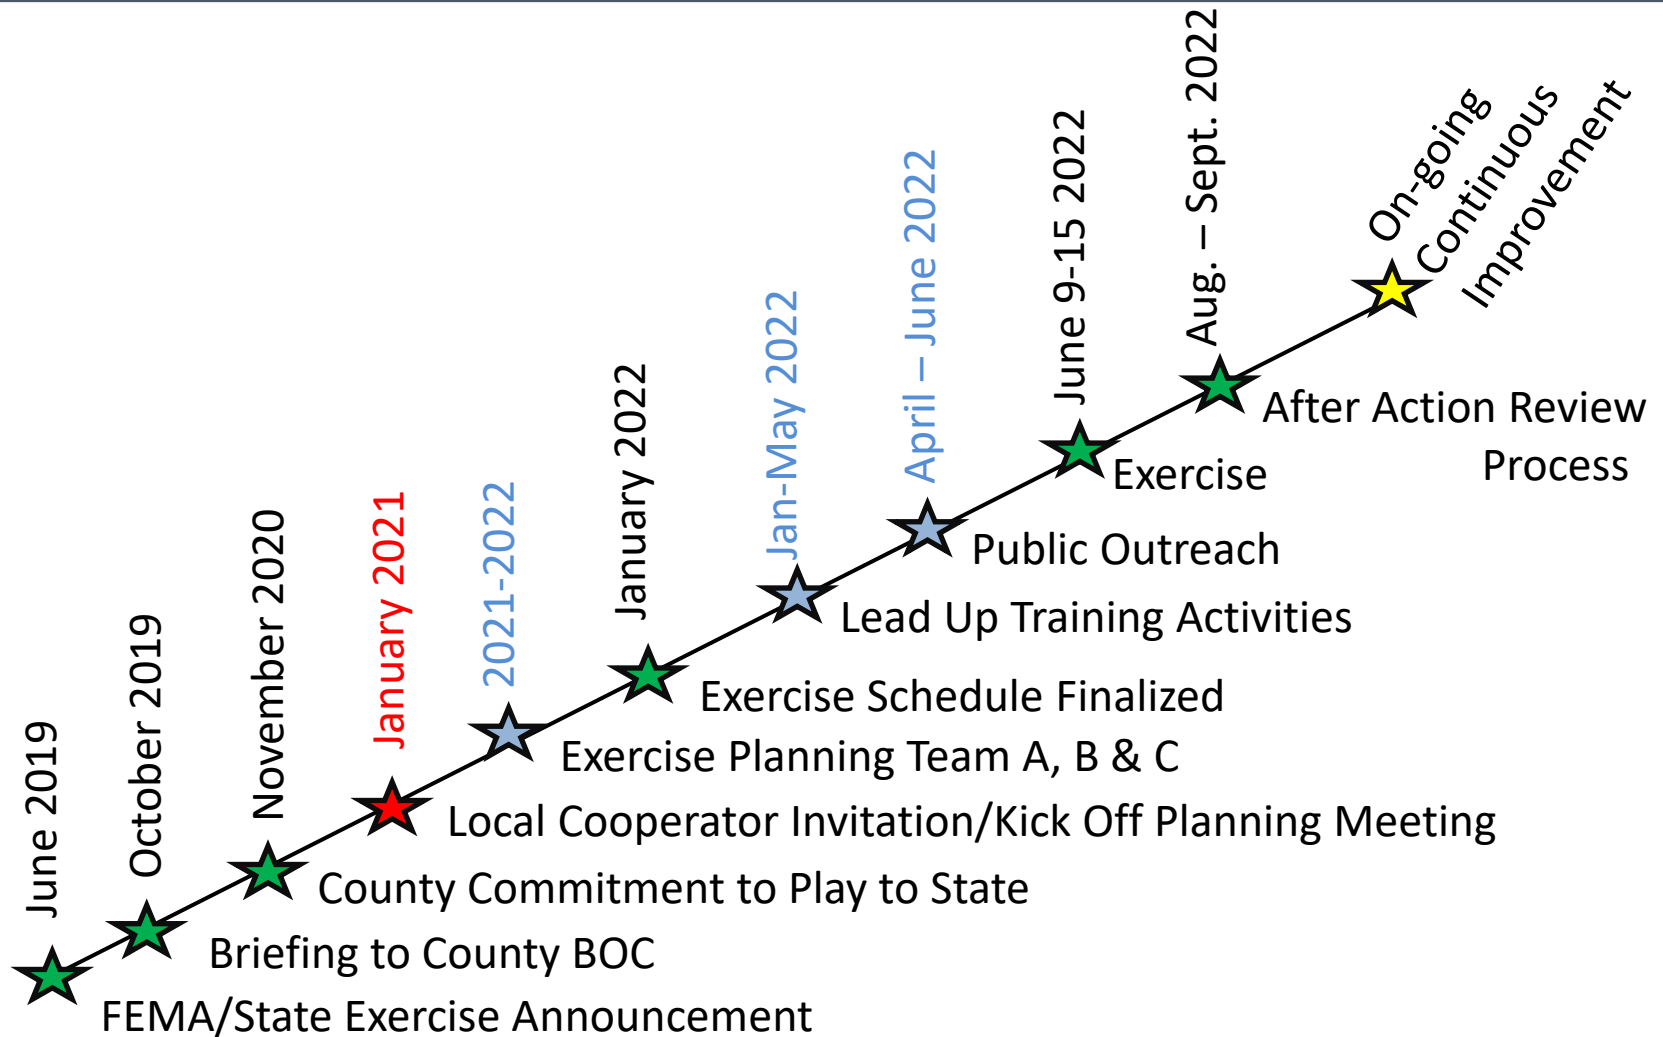 June 2019
FEMA/State Exercise Announcement
October 2019
Briefing to County BOC
November 2020
County Commitment to Play to State
January 2021
Local Cooperator Invitation/Kick Off Planning Meeting
2021-2022
Exercise Planning Team A, B & C
January 2022
Exercise Schedule Finalized
Jan-May 2022
Lead Up Training Activities
April – June 2022
Public Outreach
June 9-15 2022
Exercise
Aug. – Sept. 2022
After Action Review
Process
On-going
Continuous
Improvement